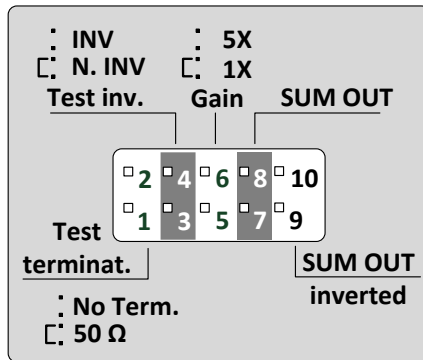 INV 5X
N. INV 1X
Test inv. Gain SUM OUT
2 4 6 8 10
1 3 5 7 9
Test
terminat. SUM OUT
inverted
No Term.
50 Ω